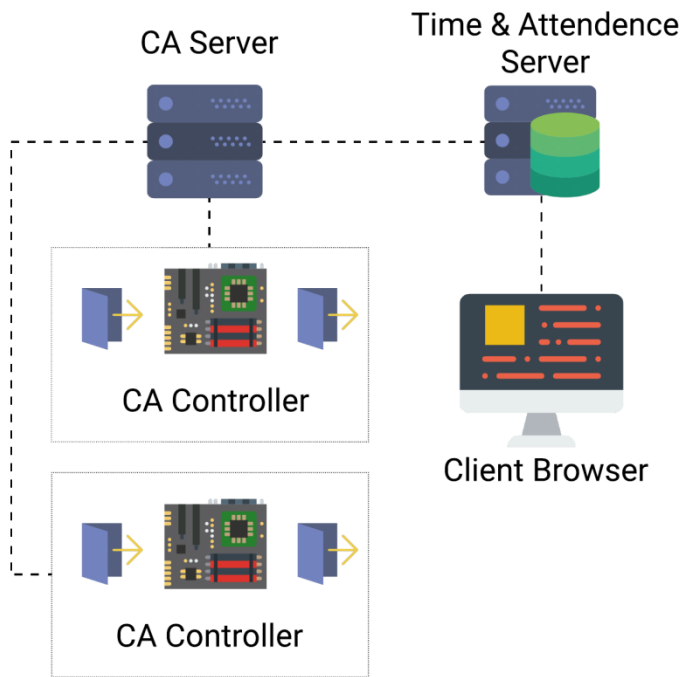 CA Server
Time & Attendence
Server
CA Controller
Client Browser
CA Controller